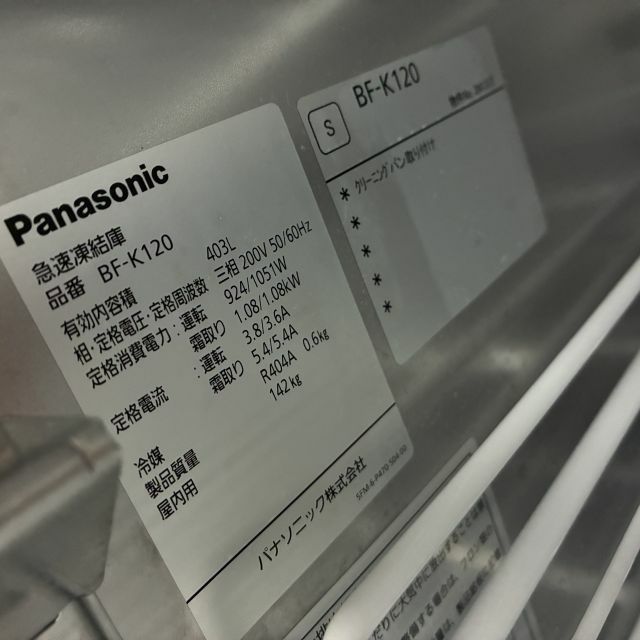 Panasonic
急速凍結庫
品番 BF-K120
有効内容積 403L
相・定格電圧・定格周波数 三相 200V 50/60Hz
定格消費電力：運転 924/1051W
霜取り 1.08/1.08kW
定格電流 ：運転 3.8/3.6A
霜取り 5.4/5.4A
冷媒 R404A 0.6kg
製品質量 142kg
屋内用
パナソニック株式会社
S
BF-K120
* クリーニングパン取り付け
*
*
*
*